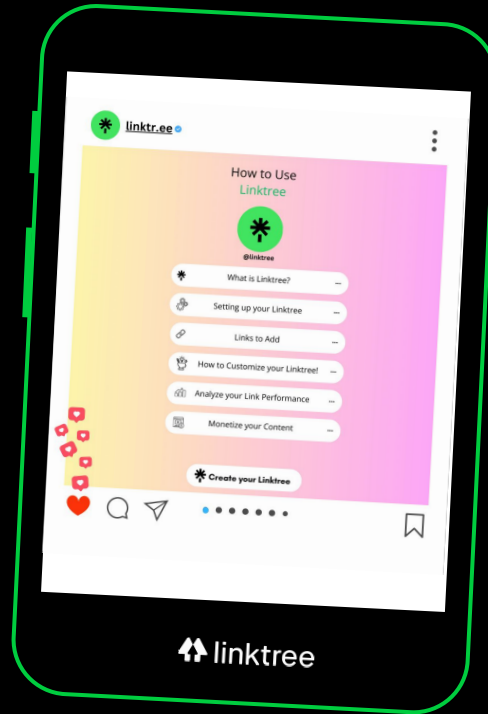 linktr.ee
How to Use
Linktree
@linktree
What is Linktree?
Setting up your Linktree
Links to Add
How to Customize your Linktree!
Analyze your Link Performance
Monetize your Content
Create your Linktree
linktree